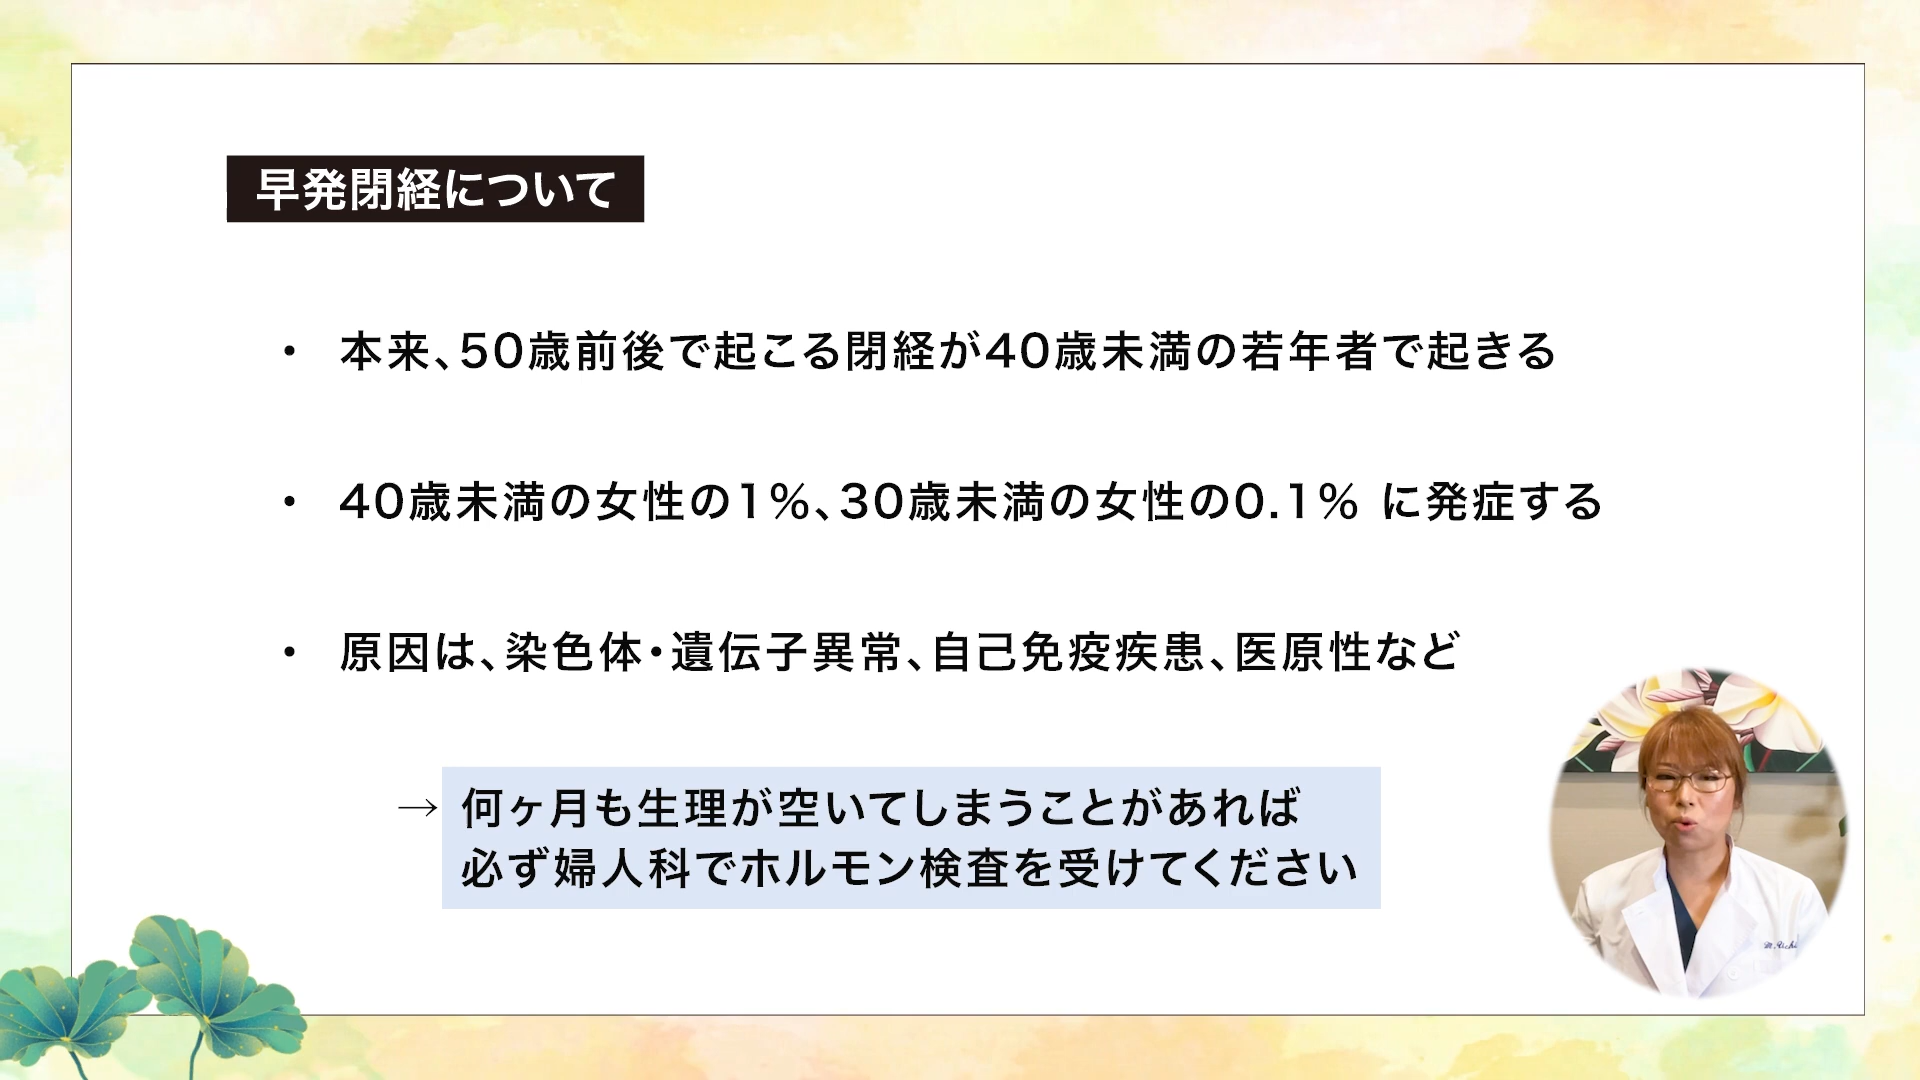 早発閉経について
・ 本来、50歳前後で起こる閉経が40歳未満の若年者で起きる
・ 40歳未満の女性の1%、30歳未満の女性の0.1% に発症する
・ 原因は、染色体・遺伝子異常、自己免疫疾患、医原性など
→ 何ヶ月も生理が空いてしまうことがあれば
必ず婦人科でホルモン検査を受けてください